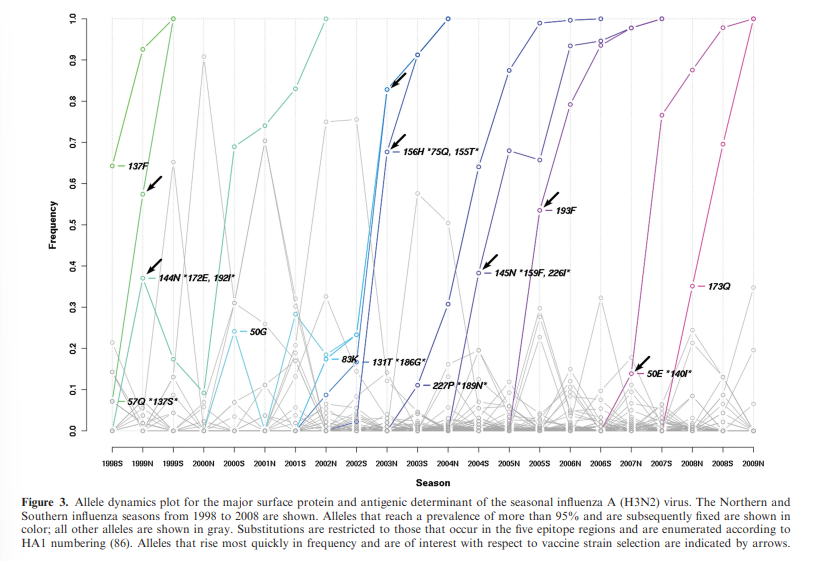 1.0
0.9
0.8
0.7
0.6
0.5
0.4
0.3
0.2
0.1
0.0
Frequency
137F
144N *172E, 192I*
57Q *137S*
50G
83K
131T *186G*
156H *75Q, 155T*
227P *189N*
145N *159F, 226I*
193F
50E *140I*
173Q
1998S 1999N 1999S 2000N 2000S 2001N 2001S 2002N 2002S 2003N 2003S 2004N 2004S 2005N 2005S 2006N 2006S 2007N 2007S 2008N 2008S 2009N
Season
Figure 3. Allele dynamics plot for the major surface protein and antigenic determinant of the seasonal influenza A (H3N2) virus. The Northern and
Southern influenza seasons from 1998 to 2008 are shown. Alleles that reach a prevalence of more than 95% and are subsequently fixed are shown in
color; all other alleles are shown in gray. Substitutions are restricted to those that occur in the five epitope regions and are enumerated according to
HA1 numbering (86). Alleles that rise most quickly in frequency and are of interest with respect to vaccine strain selection are indicated by arrows.